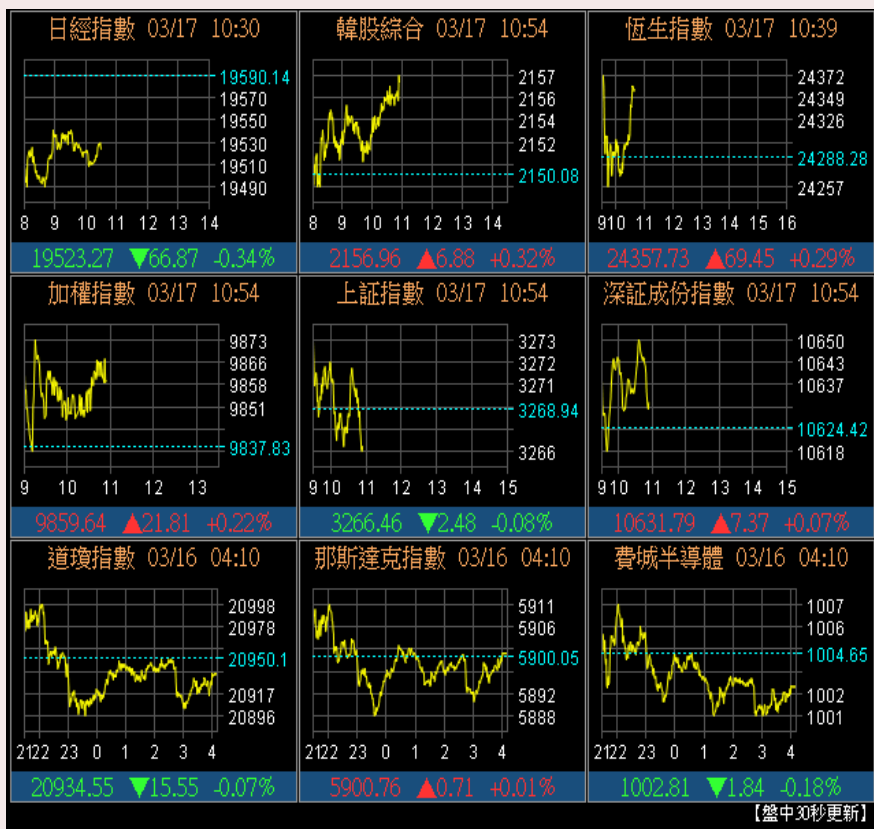 日經指數 03/17 10:30
19590.14
19570
19550
19530
19510
19490
8 9 10 11 12 13 14
19523.27 ▼66.87 -0.34%
韓股綜合 03/17 10:54
2157
2156
2154
2152
2150.08
8 9 10 11 12 13 14
2156.96 ▲6.88 +0.32%
恆生指數 03/17 10:39
24372
24349
24326
24288.28
24257
910 11 12 13 14 15 16
24357.73 ▲69.45 +0.29%
加權指數 03/17 10:54
9873
9866
9858
9851
9837.83
9 10 11 12 13
9859.64 ▲21.81 +0.22%
上証指數 03/17 10:54
3273
3272
3271
3268.94
3266
910 11 12 13 14 15
3266.46 ▼2.48 -0.08%
深証成份指數 03/17 10:54
10650
10643
10637
10624.42
10618
910 11 12 13 14 15
10631.79 ▲7.37 +0.07%
道瓊指數 03/16 04:10
20998
20978
20950.1
20917
20896
2122 23 0 1 2 3 4
20934.55 ▼15.55 -0.07%
那斯達克指數 03/16 04:10
5911
5906
5900.05
5892
5888
2122 23 0 1 2 3 4
5900.76 ▲0.71 +0.01%
費城半導體 03/16 04:10
1007
1006
1004.65
1002
1001
2122 23 0 1 2 3 4
1002.81 ▼1.84 -0.18%
【盤中30秒更新】